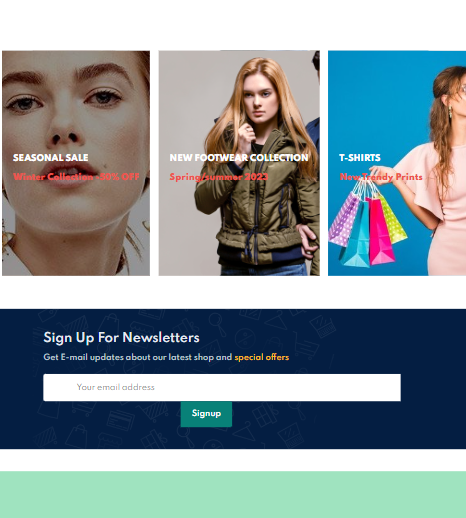 SEASONAL SALE
Winter Collection -50% OFF
NEW FOOTWEAR COLLECTION
Spring/summer 2022
T-SHIRTS
New Trendy Prints
Sign Up For Newsletters
Get E-mail updates about our latest shop and special offers
Your email address
Signup